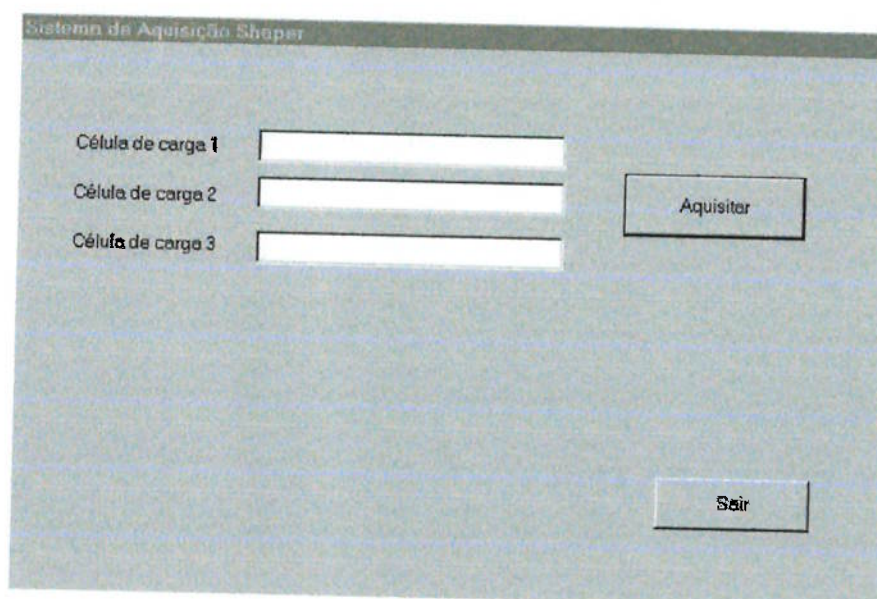 Sistema de Aquisição Shaper
Célula de carga 1
Célula de carga 2
Aquisitar
Célula de carga 3
Sair